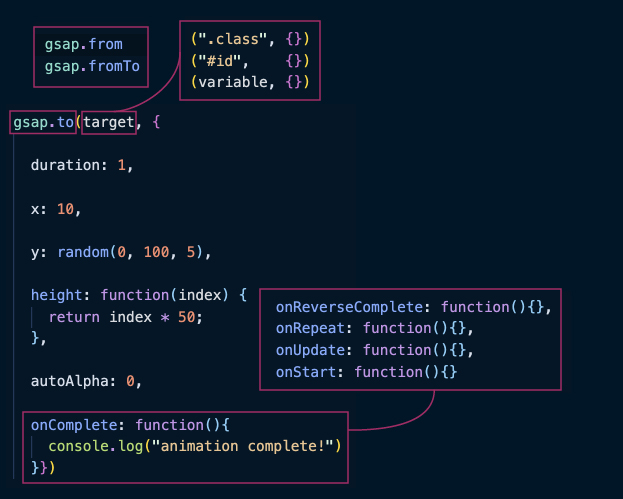 gsap.from
gsap.fromTo
(".class", {})
("#id",    {})
(variable, {})
gsap.to(target, {
duration: 1,
x: 10,
y: random(0, 100, 5),
height: function(index) {
return index * 50;
},
autoAlpha: 0,
onComplete: function(){
console.log("animation complete!")
}})
onReverseComplete: function(){},
onRepeat: function(){},
onUpdate: function(){},
onStart: function(){}